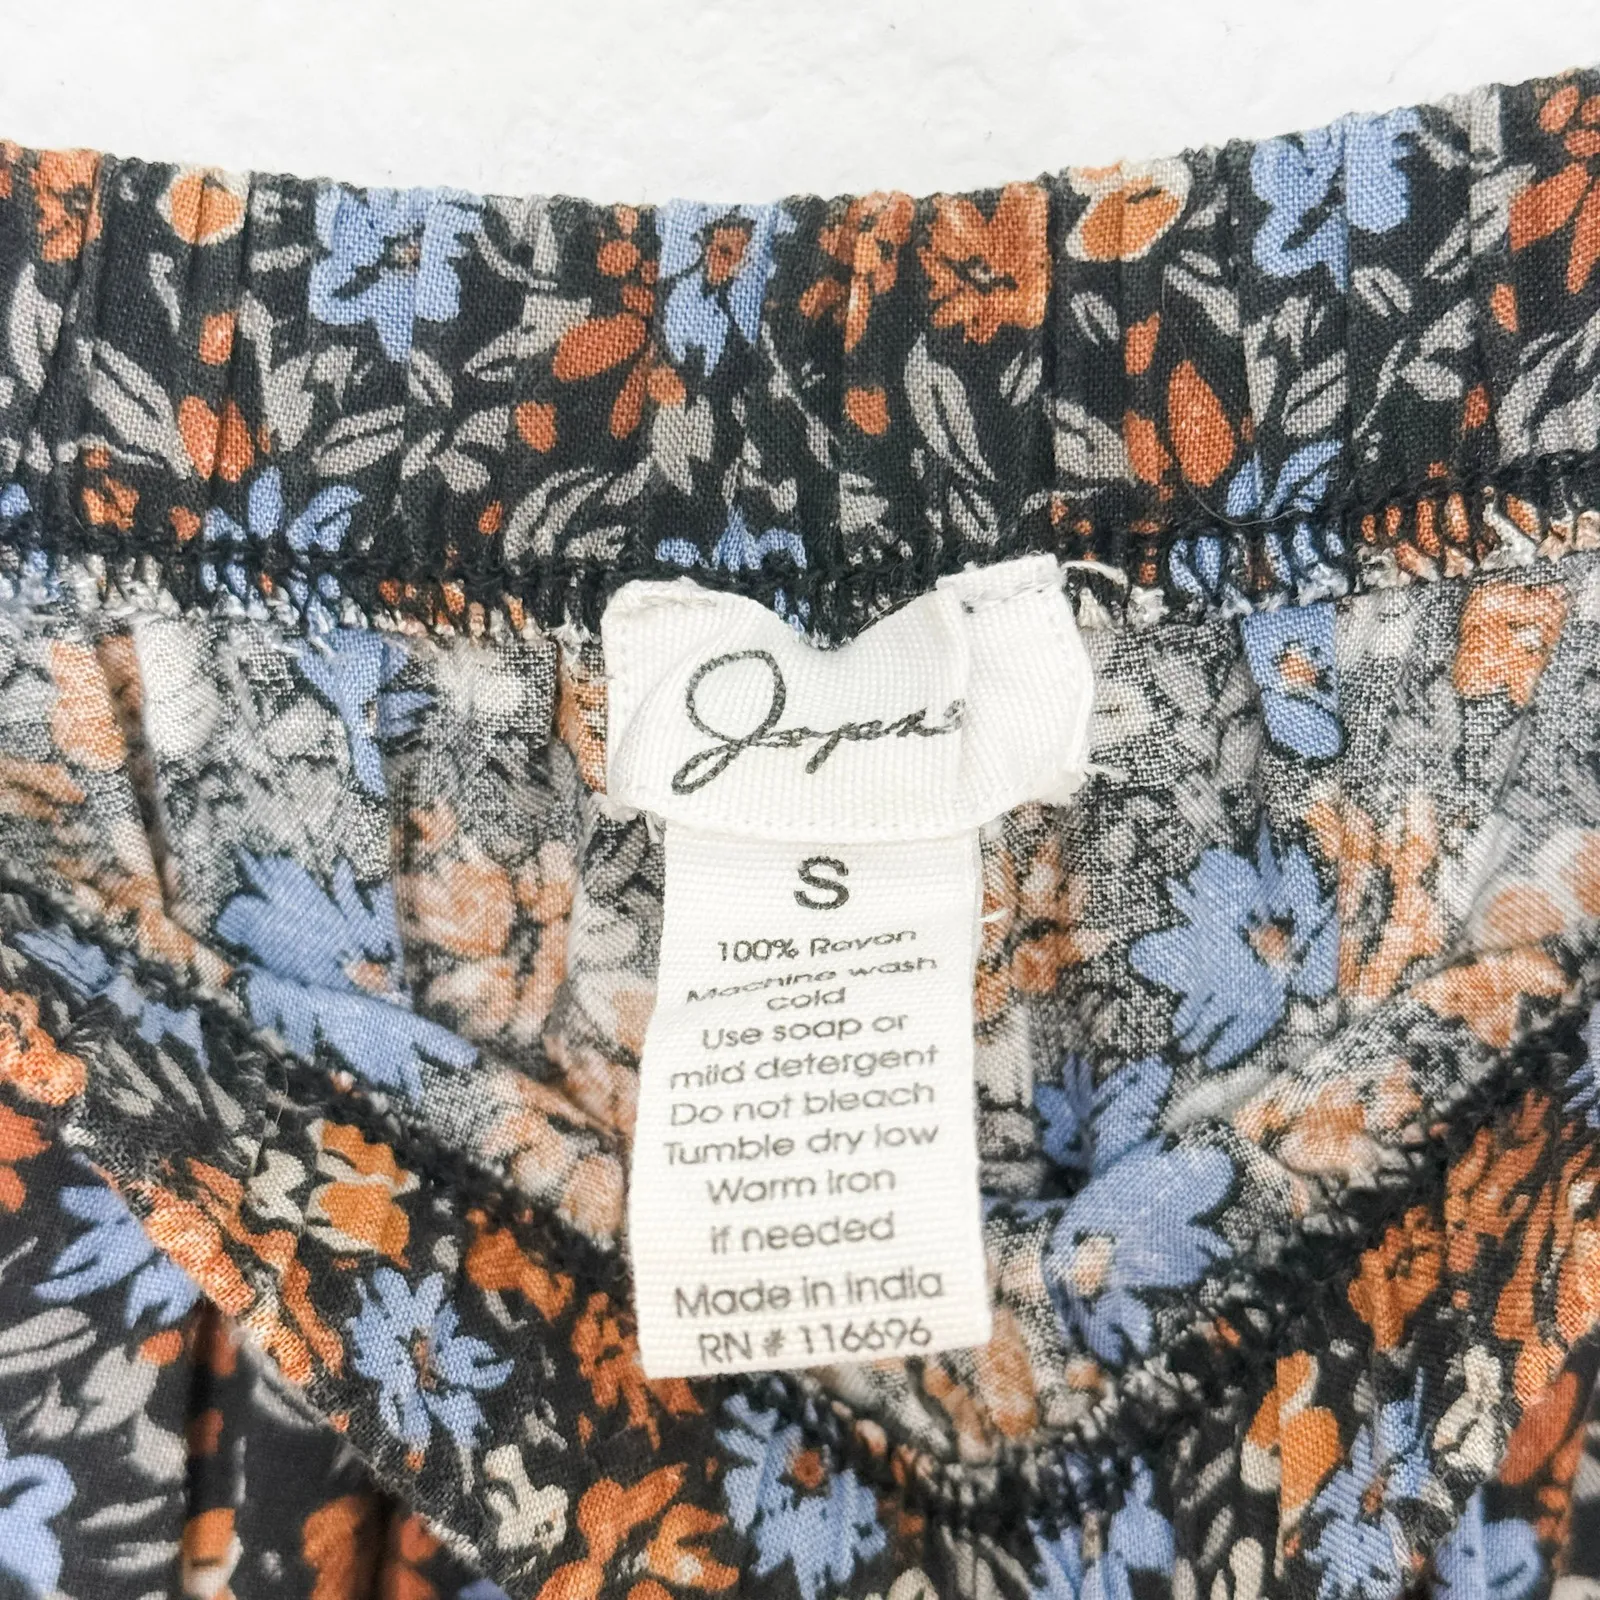 Joyens
S
100% Rayon
Machine wash
cold
Use soap or
mild detergent
Do not bleach
Tumble dry low
Warm iron
if needed
Made in India
RN # 116696